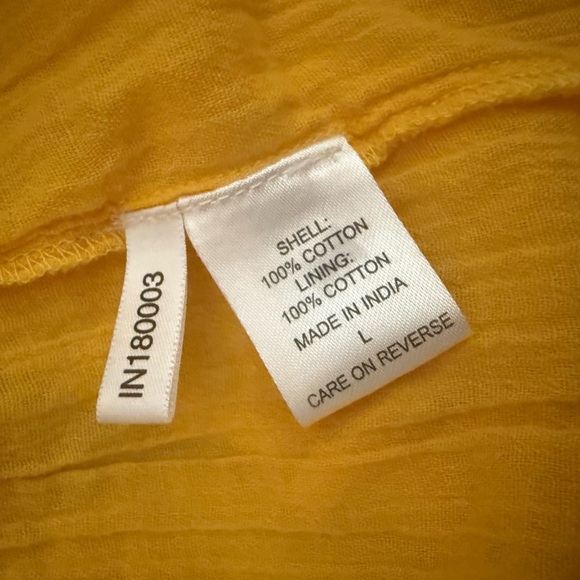 IN180003
SHELL:
100% COTTON
LINING:
100% COTTON
MADE IN INDIA
L
CARE ON REVERSE